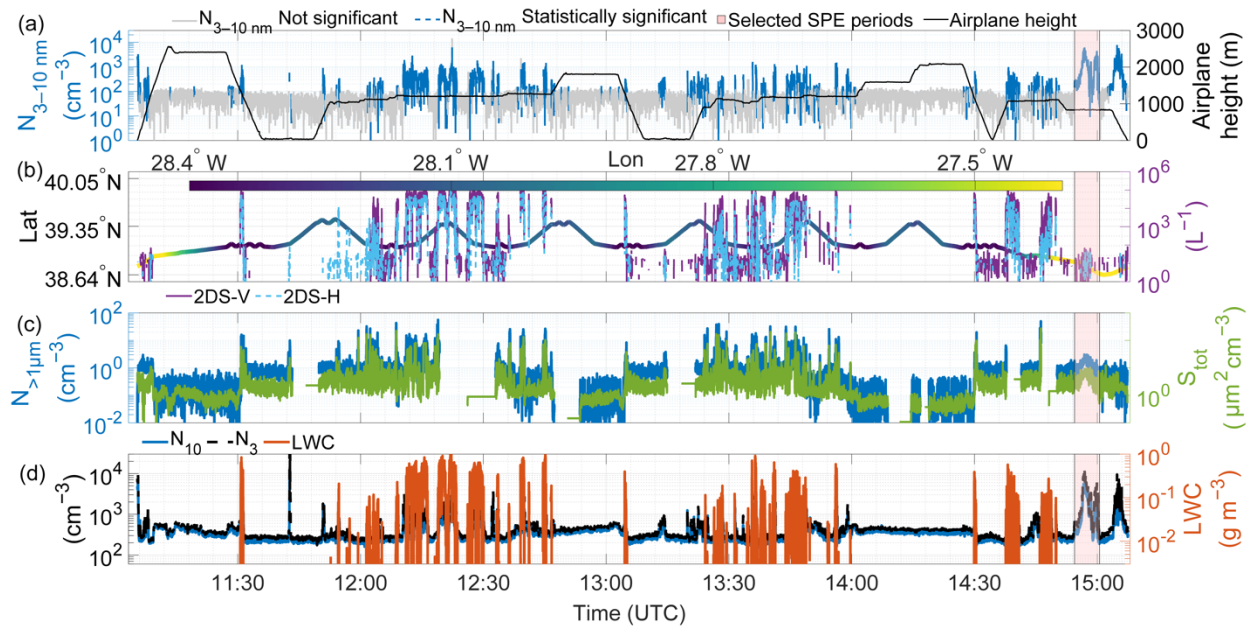 N3–10 nm Not significant N3–10 nm Statistically significant Selected SPE periods Airplane height
(a)
N3–10 nm
(cm−3)
10^4
10^3
10^2
10^1
10^0
3000
2000
1000
0
Airplane
height (m)
28.4° W 28.1° W Lon 27.8° W 27.5° W
(b)
Lat
40.05°N
39.35°N
38.64°N
10^6
10^4
10^2
10^0
(L−1)
2DS-V 2DS-H
(c)
N>1μm
(cm−3)
10^2
10^0
10^-2
10^0
Stot
(μm2 cm−3)
N10 N3 LWC
(d)
(cm−3)
10^4
10^3
10^2
10^0
10^-1
10^-2
LWC
(g m−3)
11:30 12:00 12:30 13:00 13:30 14:00 14:30 15:00
Time (UTC)